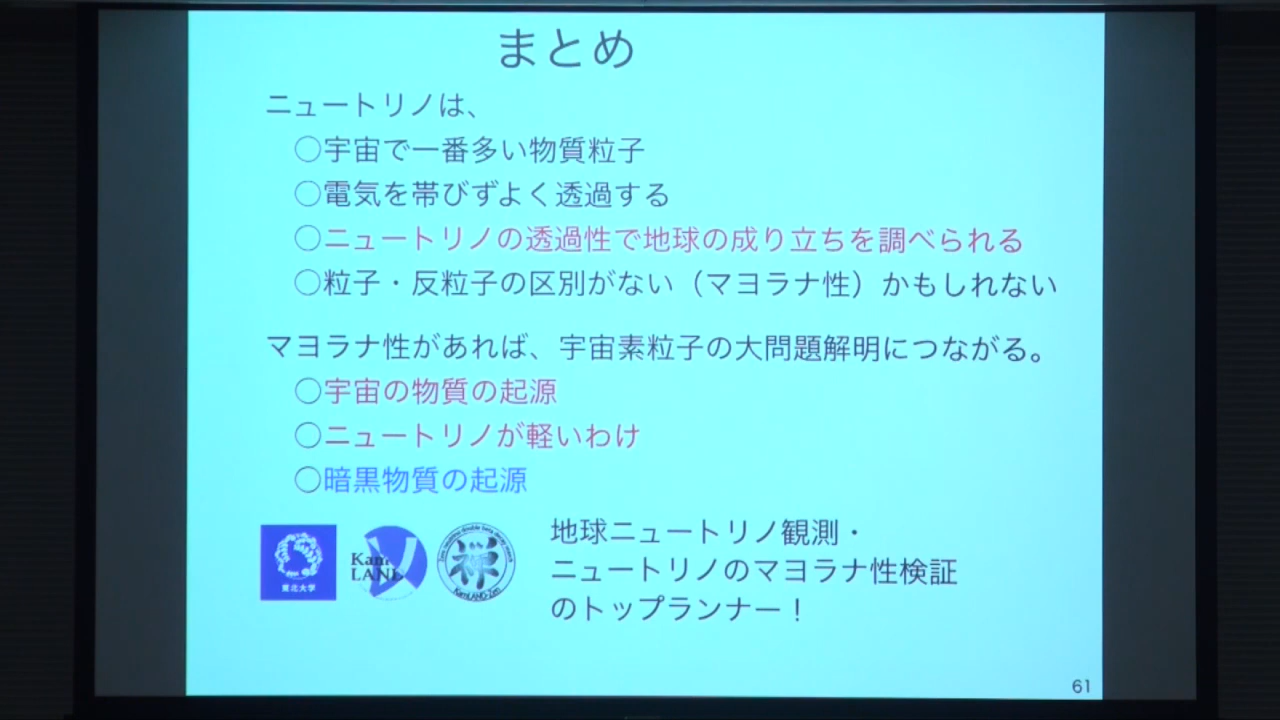 まとめ
ニュートリノは、
○宇宙で一番多い物質粒子
○電気を帯びずよく透過する
○ニュートリノの透過性で地球の成り立ちを調べられる
○粒子・反粒子の区別がない（マヨラナ性）かもしれない
マヨラナ性があれば、宇宙素粒子の大問題解明につながる。
○宇宙の物質の起源
○ニュートリノが軽いわけ
○暗黒物質の起源
東北大学
Kam
LAND
禅
KamLAND-Zen
地球ニュートリノ観測・
ニュートリノのマヨラナ性検証
のトップランナー！
61